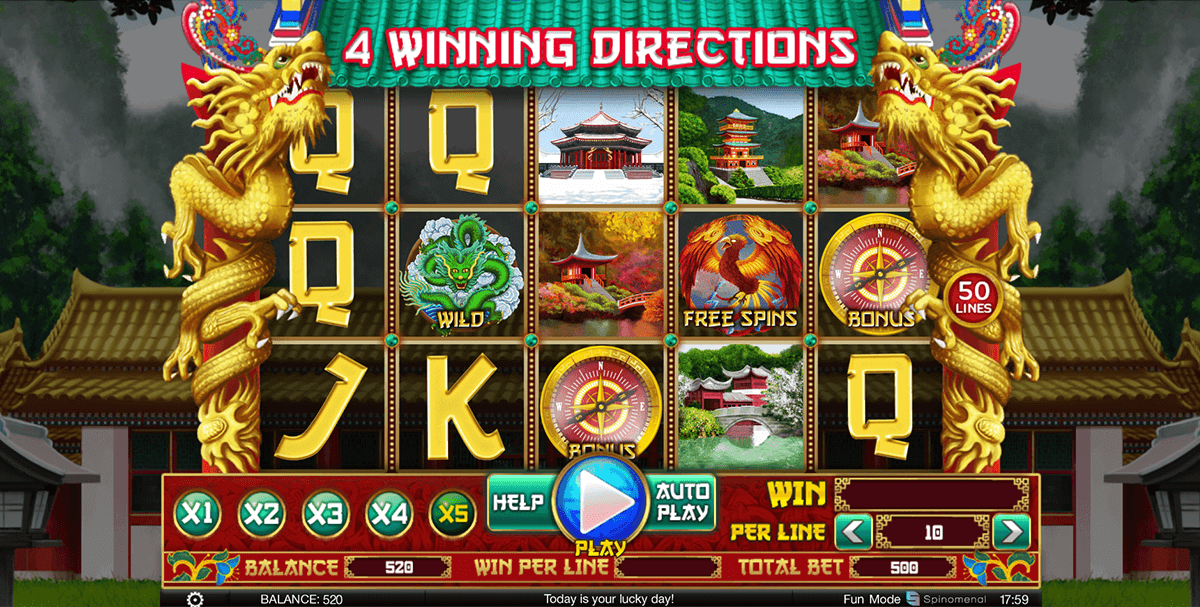 4 WINNING DIRECTIONS
Q Q
Q
WILD
FREE SPINS
N
W E
BONUS
50
LINES
J K
N
W E
BONUS
Q
X1 X2 X3 X4 X5
HELP
PLAY
AUTO
PLAY
WIN
PER LINE
10
BALANCE 520 WIN PER LINE TOTAL BET 500
BALANCE: 520 Today is your lucky day! Fun Mode Spinomenal 17:59